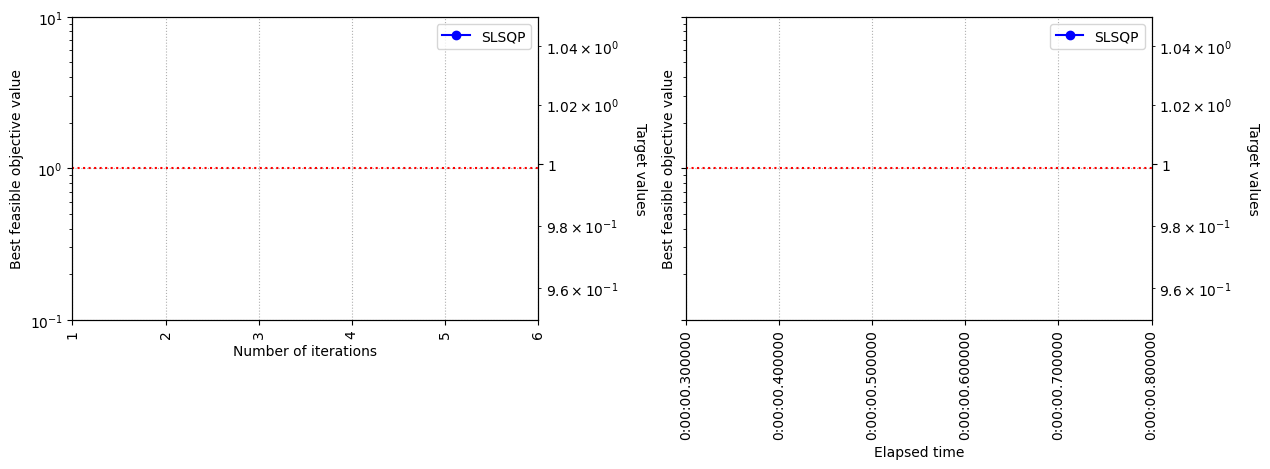 SLSQP
Best feasible objective value
10¹
10⁰
10⁻¹
1.04 × 10⁰
1.02 × 10⁰
1
9.8 × 10⁻¹
9.6 × 10⁻¹
Target values
1 2 3 4 5 6
Number of iterations
SLSQP
Best feasible objective value
1.04 × 10⁰
1.02 × 10⁰
1
9.8 × 10⁻¹
9.6 × 10⁻¹
Target values
0:00:00.300000
0:00:00.400000
0:00:00.500000
0:00:00.600000
0:00:00.700000
0:00:00.800000
Elapsed time